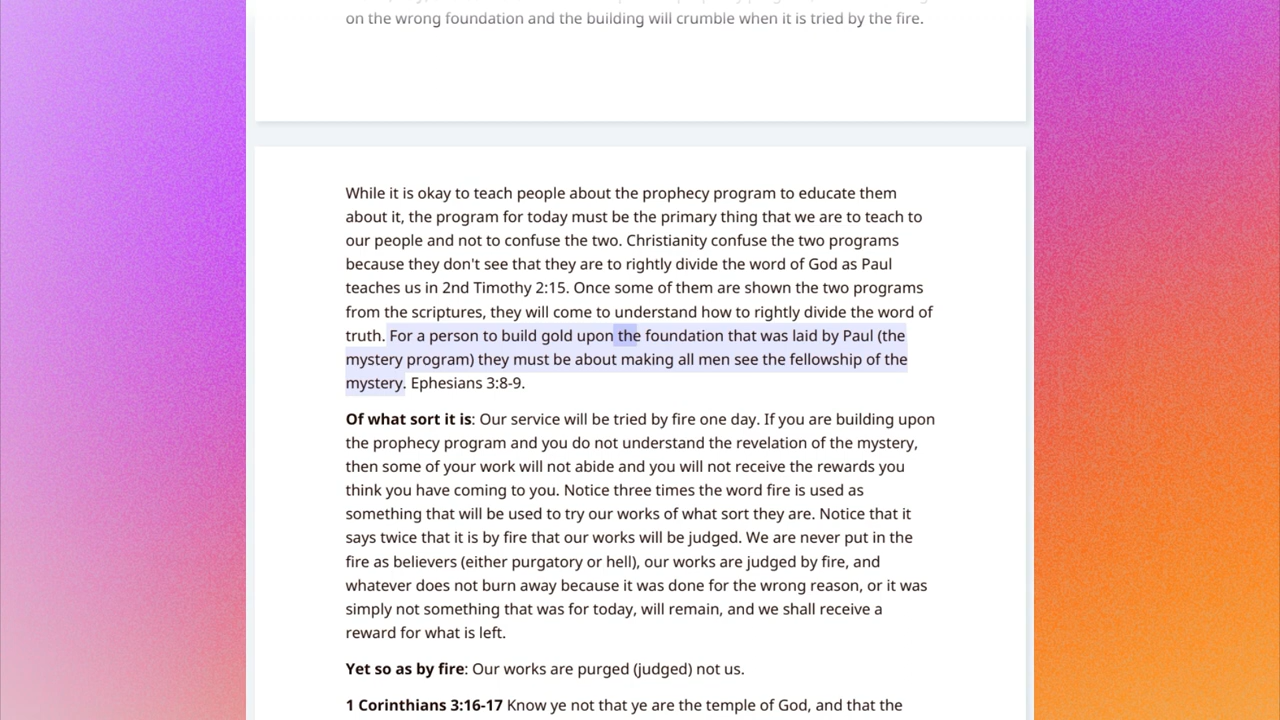 on the wrong foundation and the building will crumble when it is tried by the fire.
While it is okay to teach people about the prophecy program to educate them
about it, the program for today must be the primary thing that we are to teach to
our people and not to confuse the two. Christianity confuse the two programs
because they don't see that they are to rightly divide the word of God as Paul
teaches us in 2nd Timothy 2:15. Once some of them are shown the two programs
from the scriptures, they will come to understand how to rightly divide the word of
truth. For a person to build gold upon the foundation that was laid by Paul (the
mystery program) they must be about making all men see the fellowship of the
mystery. Ephesians 3:8-9.
Of what sort it is: Our service will be tried by fire one day. If you are building upon
the prophecy program and you do not understand the revelation of the mystery,
then some of your work will not abide and you will not receive the rewards you
think you have coming to you. Notice three times the word fire is used as
something that will be used to try our works of what sort they are. Notice that it
says twice that it is by fire that our works will be judged. We are never put in the
fire as believers (either purgatory or hell), our works are judged by fire, and
whatever does not burn away because it was done for the wrong reason, or it was
simply not something that was for today, will remain, and we shall receive a
reward for what is left.
Yet so as by fire: Our works are purged (judged) not us.
1 Corinthians 3:16-17 Know ye not that ye are the temple of God, and that the